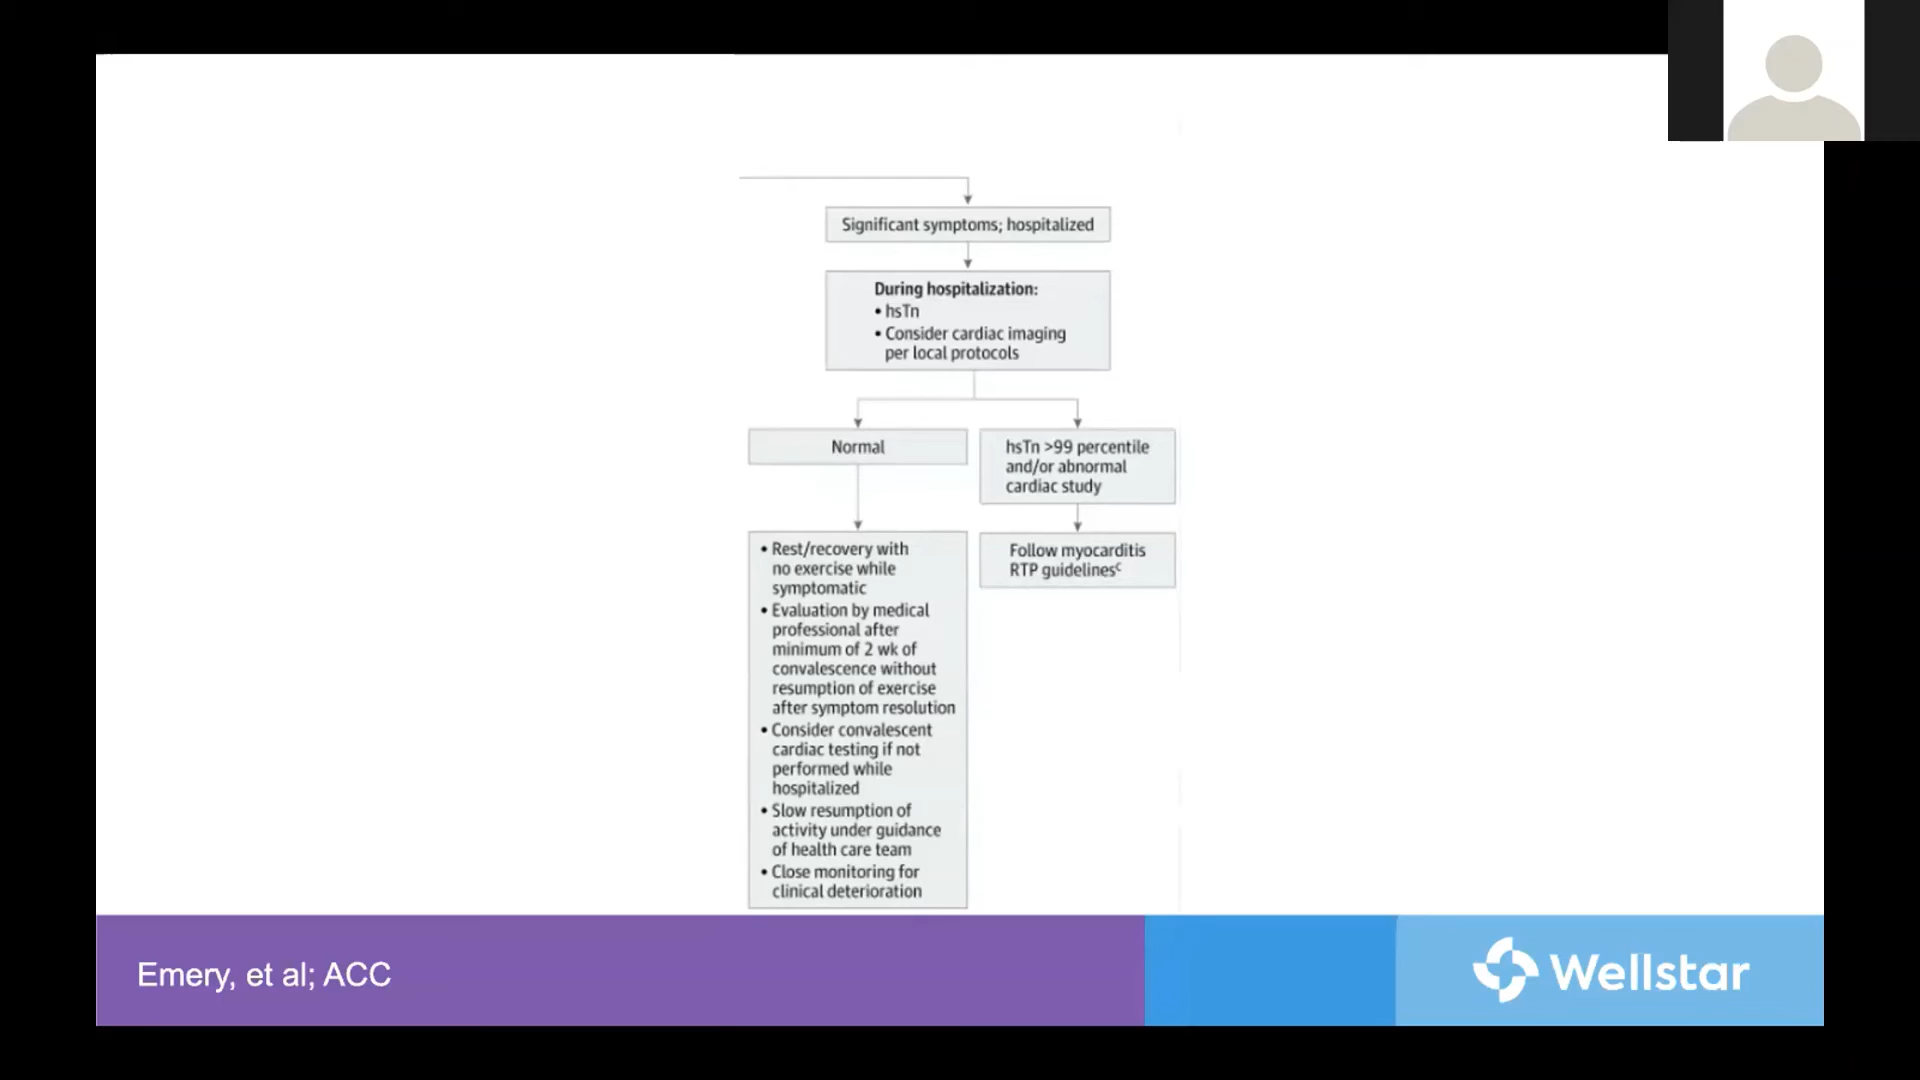 Significant symptoms; hospitalized
During hospitalization:
• hsTn
• Consider cardiac imaging
per local protocols
Normal
hsTn >99 percentile
and/or abnormal
cardiac study
• Rest/recovery with
no exercise while
symptomatic
• Evaluation by medical
professional after
minimum of 2 wk of
convalescence without
resumption of exercise
after symptom resolution
• Consider convalescent
cardiac testing if not
performed while
hospitalized
• Slow resumption of
activity under guidance
of health care team
• Close monitoring for
clinical deterioration
Follow myocarditis
RTP guidelinesᶜ
Emery, et al; ACC
Wellstar